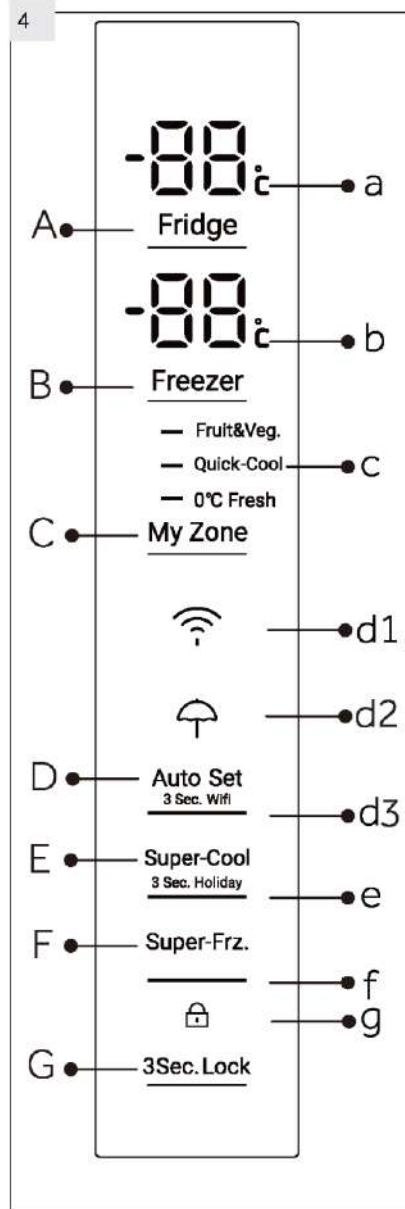 4
-88°c
a
A
Fridge
-88°c
b
B
Freezer
Fruit&Veg.
Quick-Cool
c
0°C Fresh
C
My Zone
d1
d2
D
Auto Set
3 Sec. Wifi
d3
E
Super-Cool
3 Sec. Holiday
e
F
Super-Frz.
f
g
G
3Sec.Lock